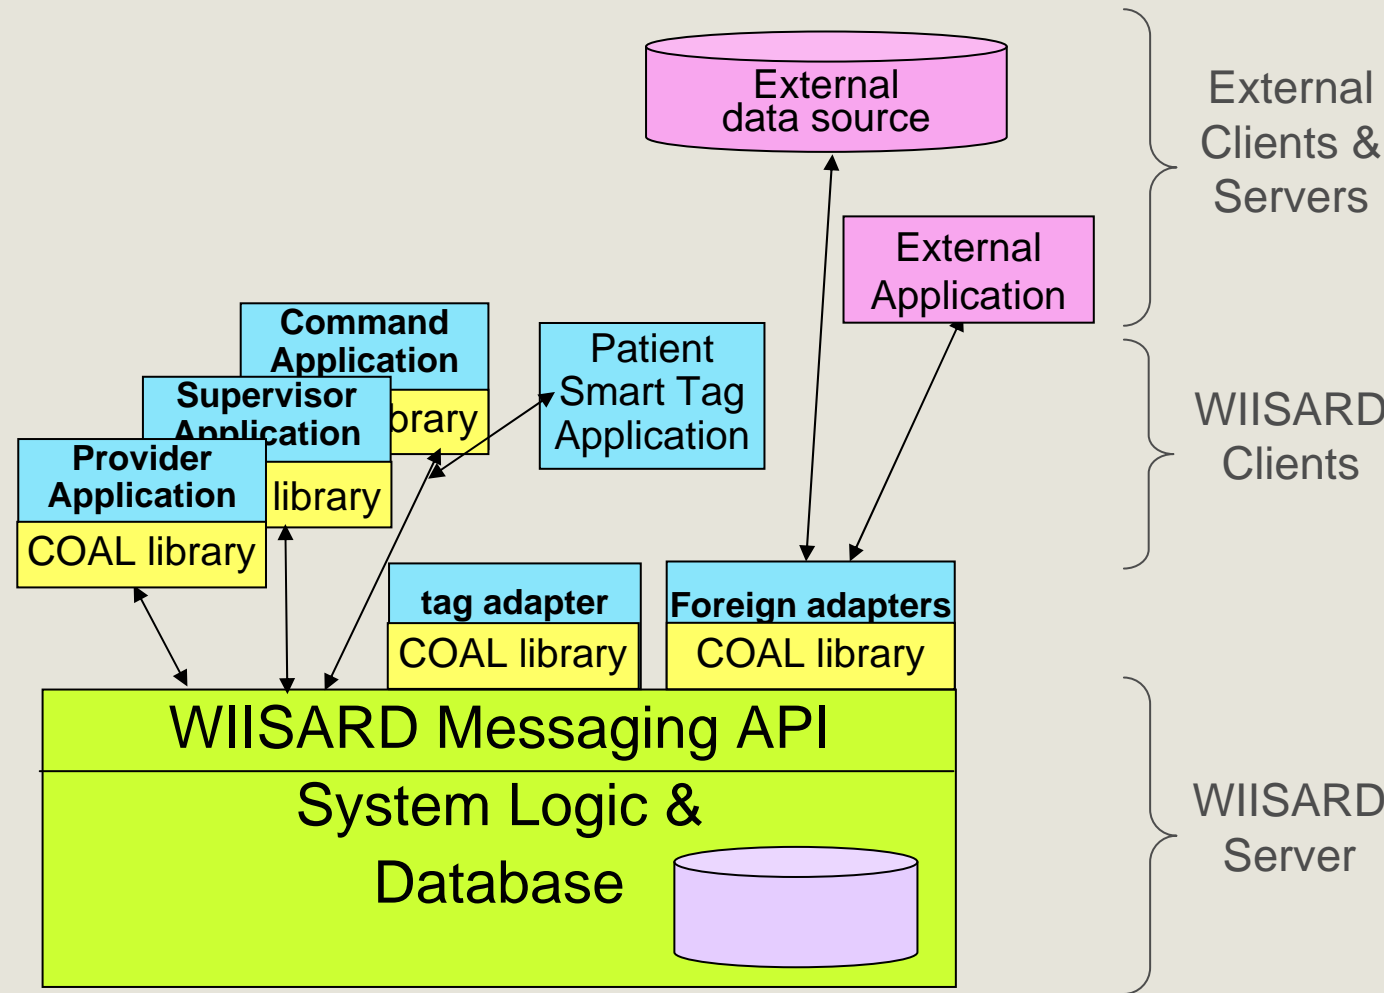 External
data source
External
Clients &
Servers
External
Application
Command
Application
brary
Patient
Smart Tag
Application
Supervisor
Application
library
Provider
Application
COAL library
WIISARD
Clients
tag adapter
COAL library
Foreign adapters
COAL library
WIISARD Messaging API
System Logic &
Database
WIISARD
Server